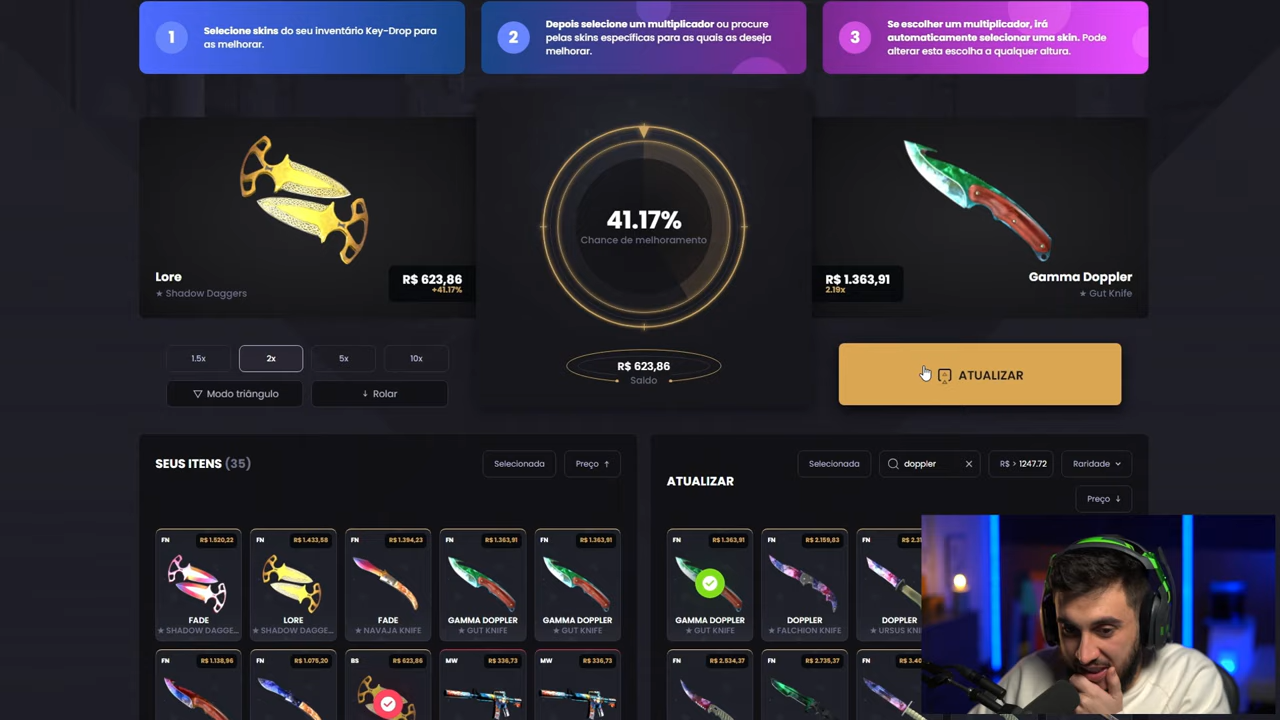 1
Selecione skins do seu inventário Key-Drop para
as melhorar.
2
Depois selecione um multiplicador ou procure
pelas skins específicas para as quais as deseja
melhorar.
3
Se escolher um multiplicador, irá
automaticamente selecionar uma skin. Pode
alterar esta escolha a qualquer altura.
Lore
★ Shadow Daggers
R$ 623,86
+41.17%
41.17%
Chance de melhoramento
R$ 1.363,91
2.19x
Gamma Doppler
★ Gut Knife
1.5x
2x
5x
10x
Modo triângulo
Rolar
R$ 623,86
Saldo
ATUALIZAR
SEUS ITENS (35)
Selecionada
Preço
FN R$ 1.520,22
FADE
★ SHADOW DAGGE...
FN R$ 1.433,58
LORE
★ SHADOW DAGGE...
FN R$ 1.394,23
FADE
★ NAVAJA KNIFE
FN R$ 1.363,91
GAMMA DOPPLER
★ GUT KNIFE
FN R$ 1.363,91
GAMMA DOPPLER
★ GUT KNIFE
FN R$ 1.138,96
FN R$ 1.075,20
BS R$ 623,86
MW R$ 336,73
MW R$ 336,73
ATUALIZAR
Selecionada
doppler
R$ > 1247.72
Raridade
Preço
FN R$ 1.363,91
GAMMA DOPPLER
★ GUT KNIFE
FN R$ 2.159,83
DOPPLER
★ FALCHION KNIFE
FN
DOPPLER
★ URSUS KNIFE
FN R$ 2.534,37
FN R$ 2.735,37
FN